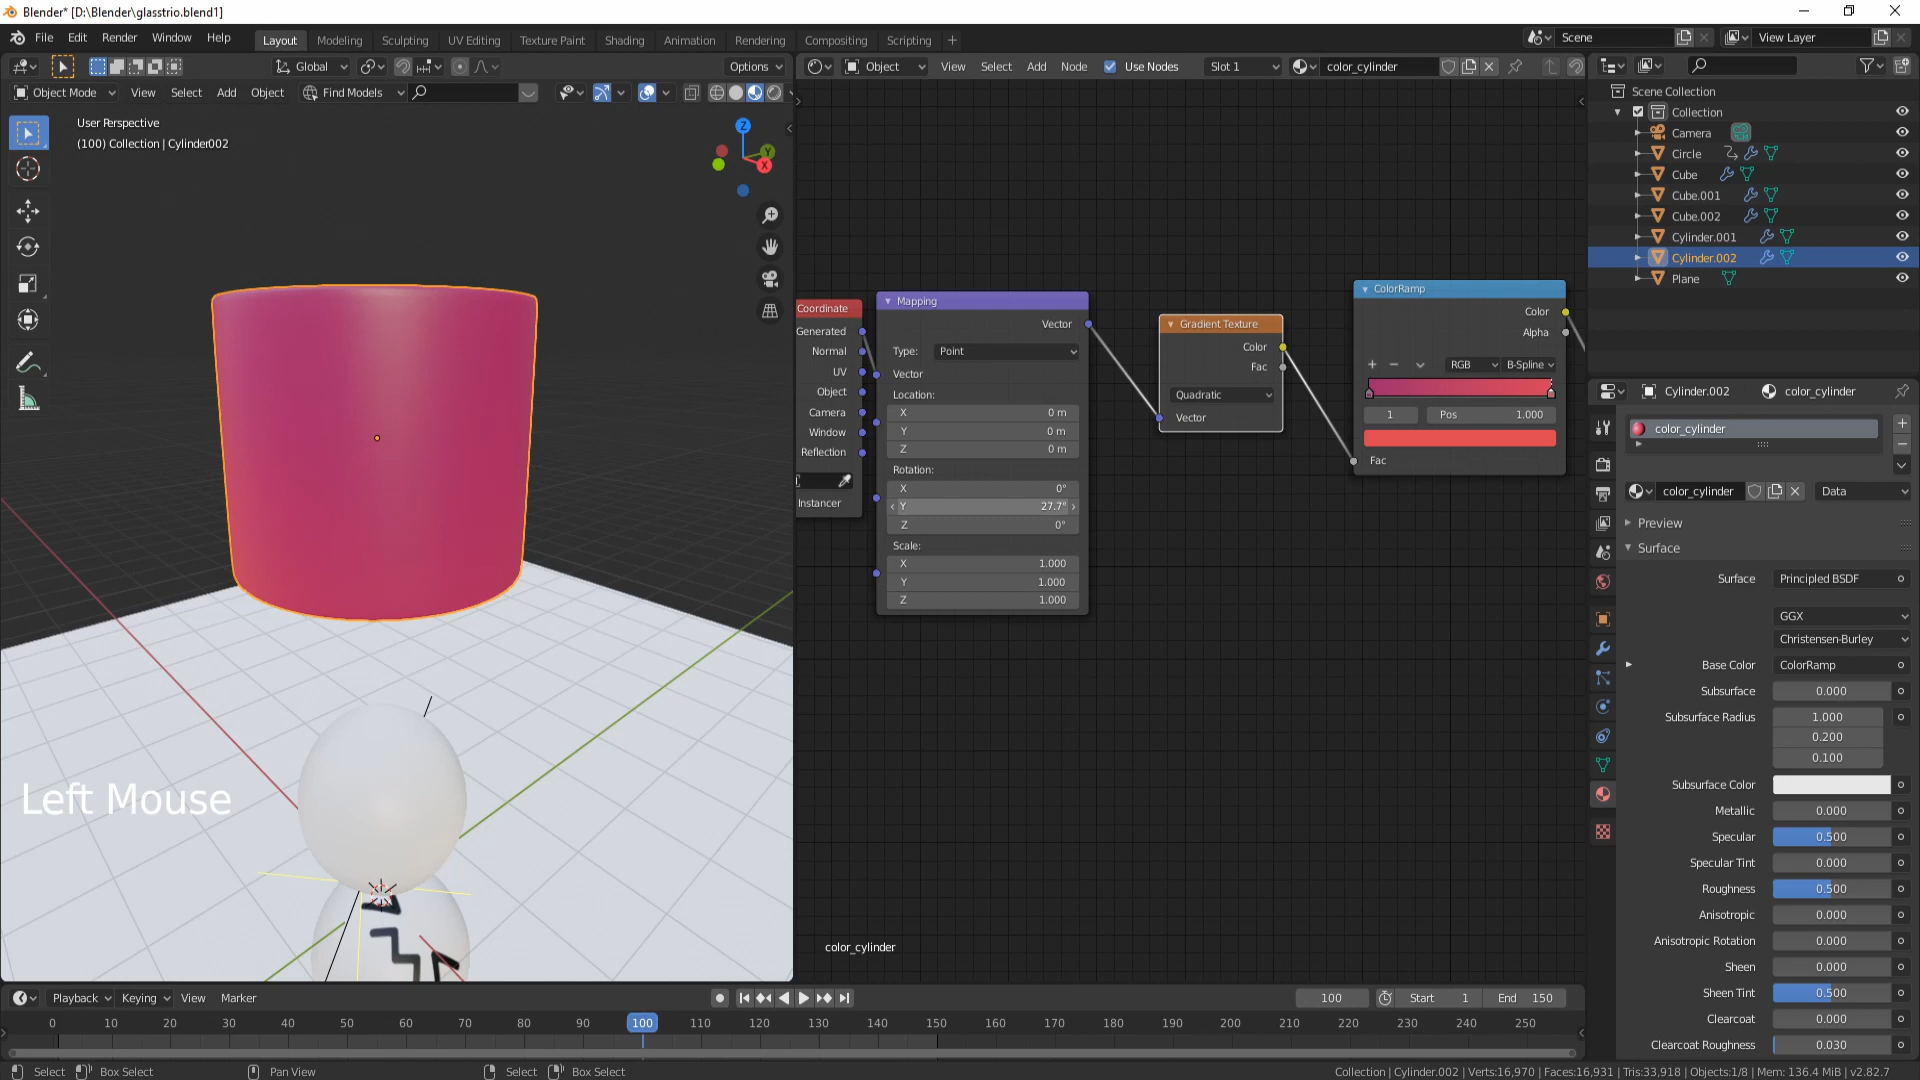 Blender* [D:\Blender\glasstrio.blend1]
File Edit Render Window Help
Layout Modeling Sculpting UV Editing Texture Paint Shading Animation Rendering Compositing Scripting
Scene View Layer
Global Options
Object View Select Add Node Use Nodes Slot 1 color_cylinder
Object Mode View Select Add Object Find Models
User Perspective
(100) Collection | Cylinder002
Z
Y
X
Coordinate
Generated
Normal
UV
Object
Camera
Window
Reflection
Instancer
Mapping
Vector
Type: Point
Vector
Location:
X 0 m
Y 0 m
Z 0 m
Rotation:
X 0°
Y 27.7°
Z 0°
Scale:
X 1.000
Y 1.000
Z 1.000
Gradient Texture
Color
Fac
Quadratic
Vector
ColorRamp
Color
Alpha
RGB B-Spline
1 Pos 1.000
Fac
color_cylinder
Left Mouse
Scene Collection
Collection
Camera
Circle
Cube
Cube.001
Cube.002
Cylinder.001
Cylinder.002
Plane
Cylinder.002 color_cylinder
color_cylinder
color_cylinder Data
Preview
Surface
Surface Principled BSDF
GGX
Christensen-Burley
Base Color ColorRamp
Subsurface 0.000
Subsurface Radius 1.000
0.200
0.100
Subsurface Color
Metallic 0.000
Specular 0.500
Specular Tint 0.000
Roughness 0.500
Anisotropic 0.000
Anisotropic Rotation 0.000
Sheen 0.000
Sheen Tint 0.500
Clearcoat 0.000
Clearcoat Roughness 0.030
Playback Keying View Marker 100 Start 1 End 150
0 10 20 30 40 50 60 70 80 90 100 110 120 130 140 150 160 170 180 190 200 210 220 230 240 250
Select Box Select Pan View Select Box Select
Collection | Cylinder.002 | Verts:16,970 | Faces:16,931 | Tris:33,918 | Objects:1/8 | Mem: 136.4 MiB | v2.82.7